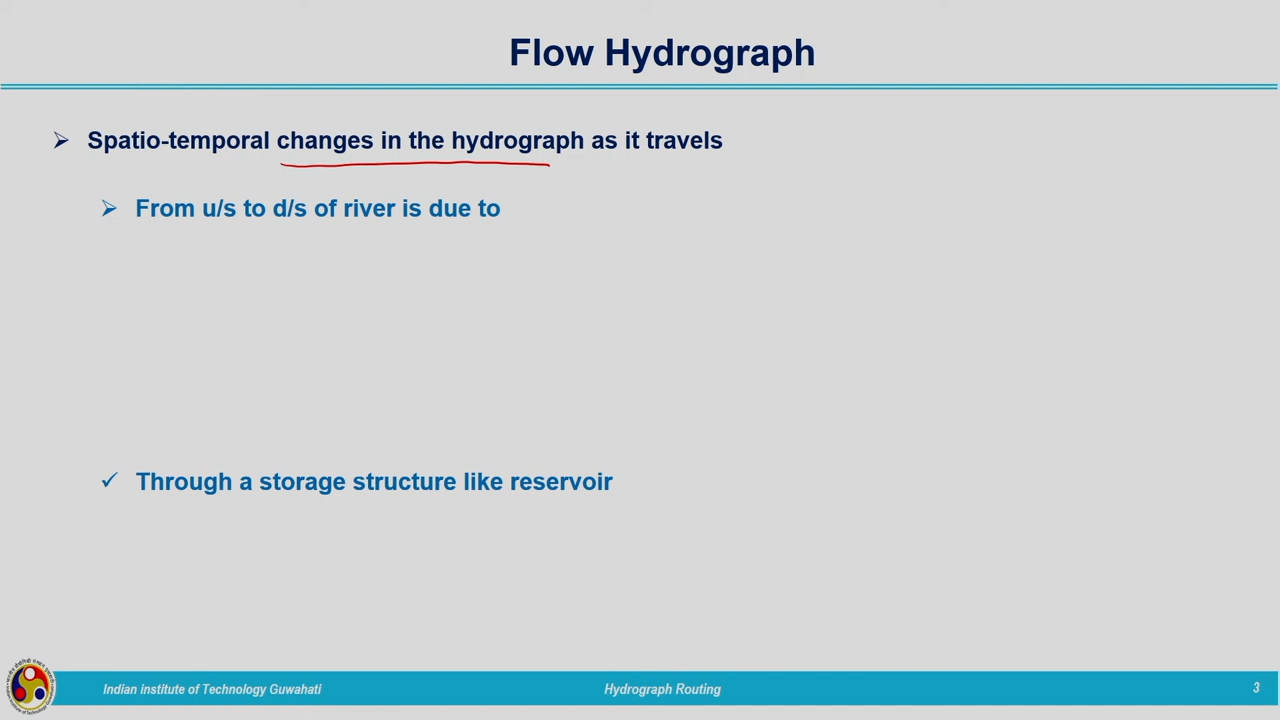 Flow Hydrograph
Spatio-temporal changes in the hydrograph as it travels
From u/s to d/s of river is due to
Through a storage structure like reservoir
Indian institute of Technology Guwahati
Hydrograph Routing
3